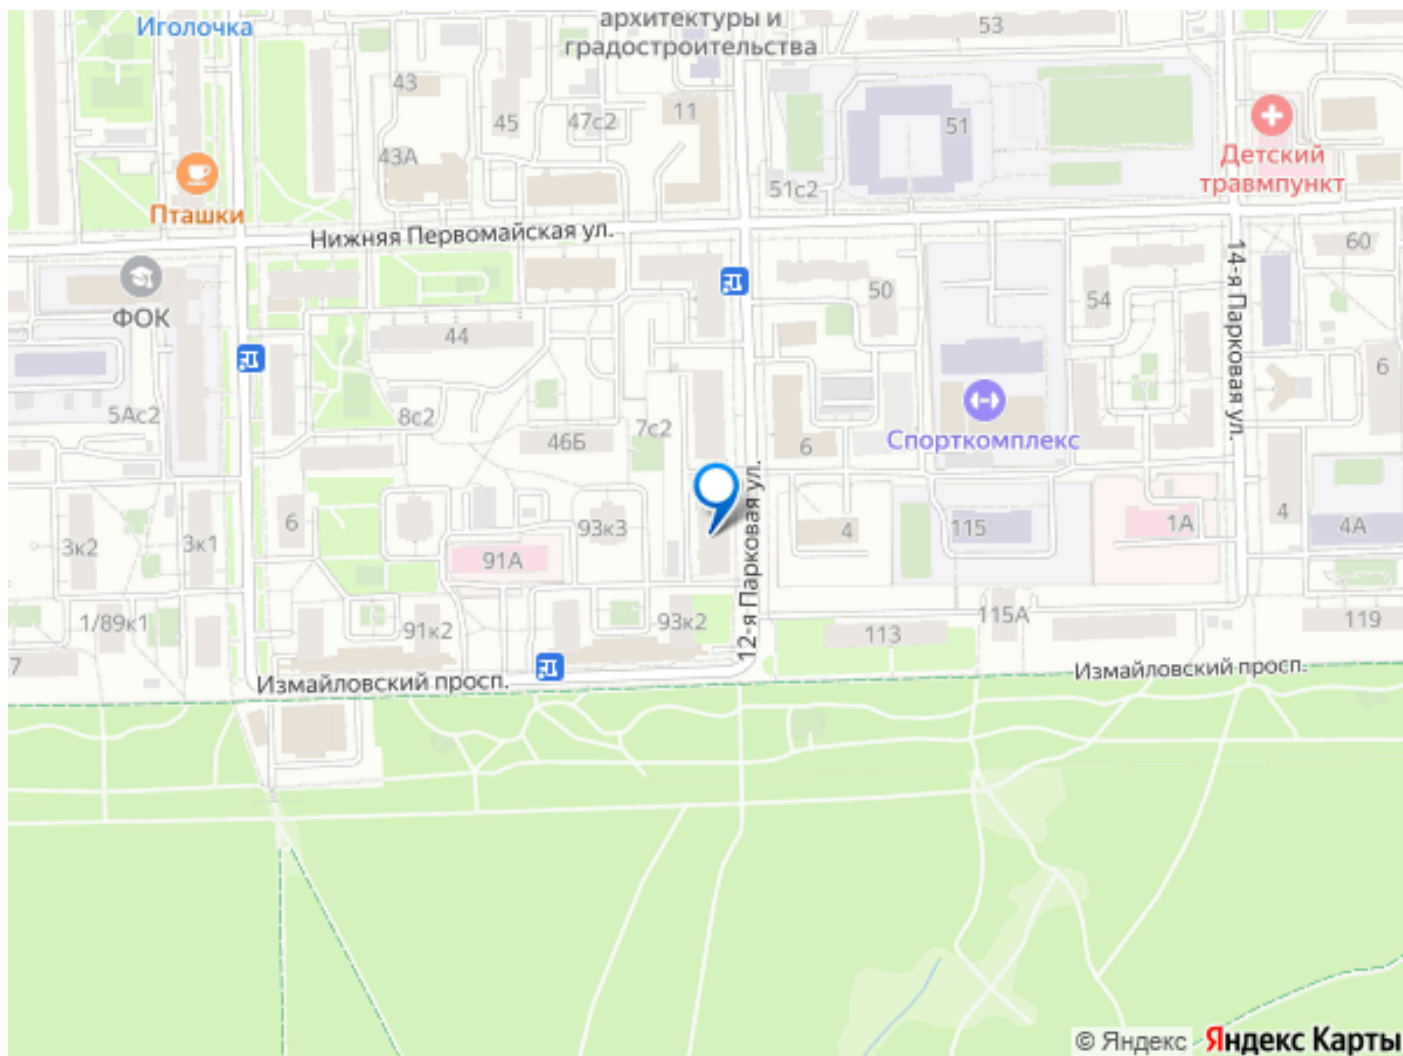 архитектуры и
градостроительства
Иголочка
53
43
45
47с2
11
51
43А
51с2
Детский
травмпункт
Пташки
Нижняя Первомайская ул.
60
14-я Парковая ул.
ФОК
50
54
44
6
5Ас2
8с2
7с2
46Б
6
Спорткомплекс
12-я Парковая ул.
6
3к2
3к1
93к3
4
115
1А
4
4А
91А
1/89к1
91к2
93к2
113
115А
119
7
Измайловский просп.
Измайловский просп.
© Яндекс Яндекс Карты